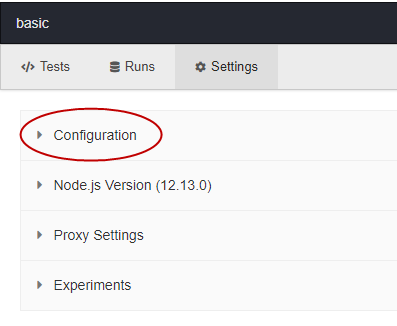 basic
Tests Runs Settings
Configuration
Node.js Version (12.13.0)
Proxy Settings
Experiments